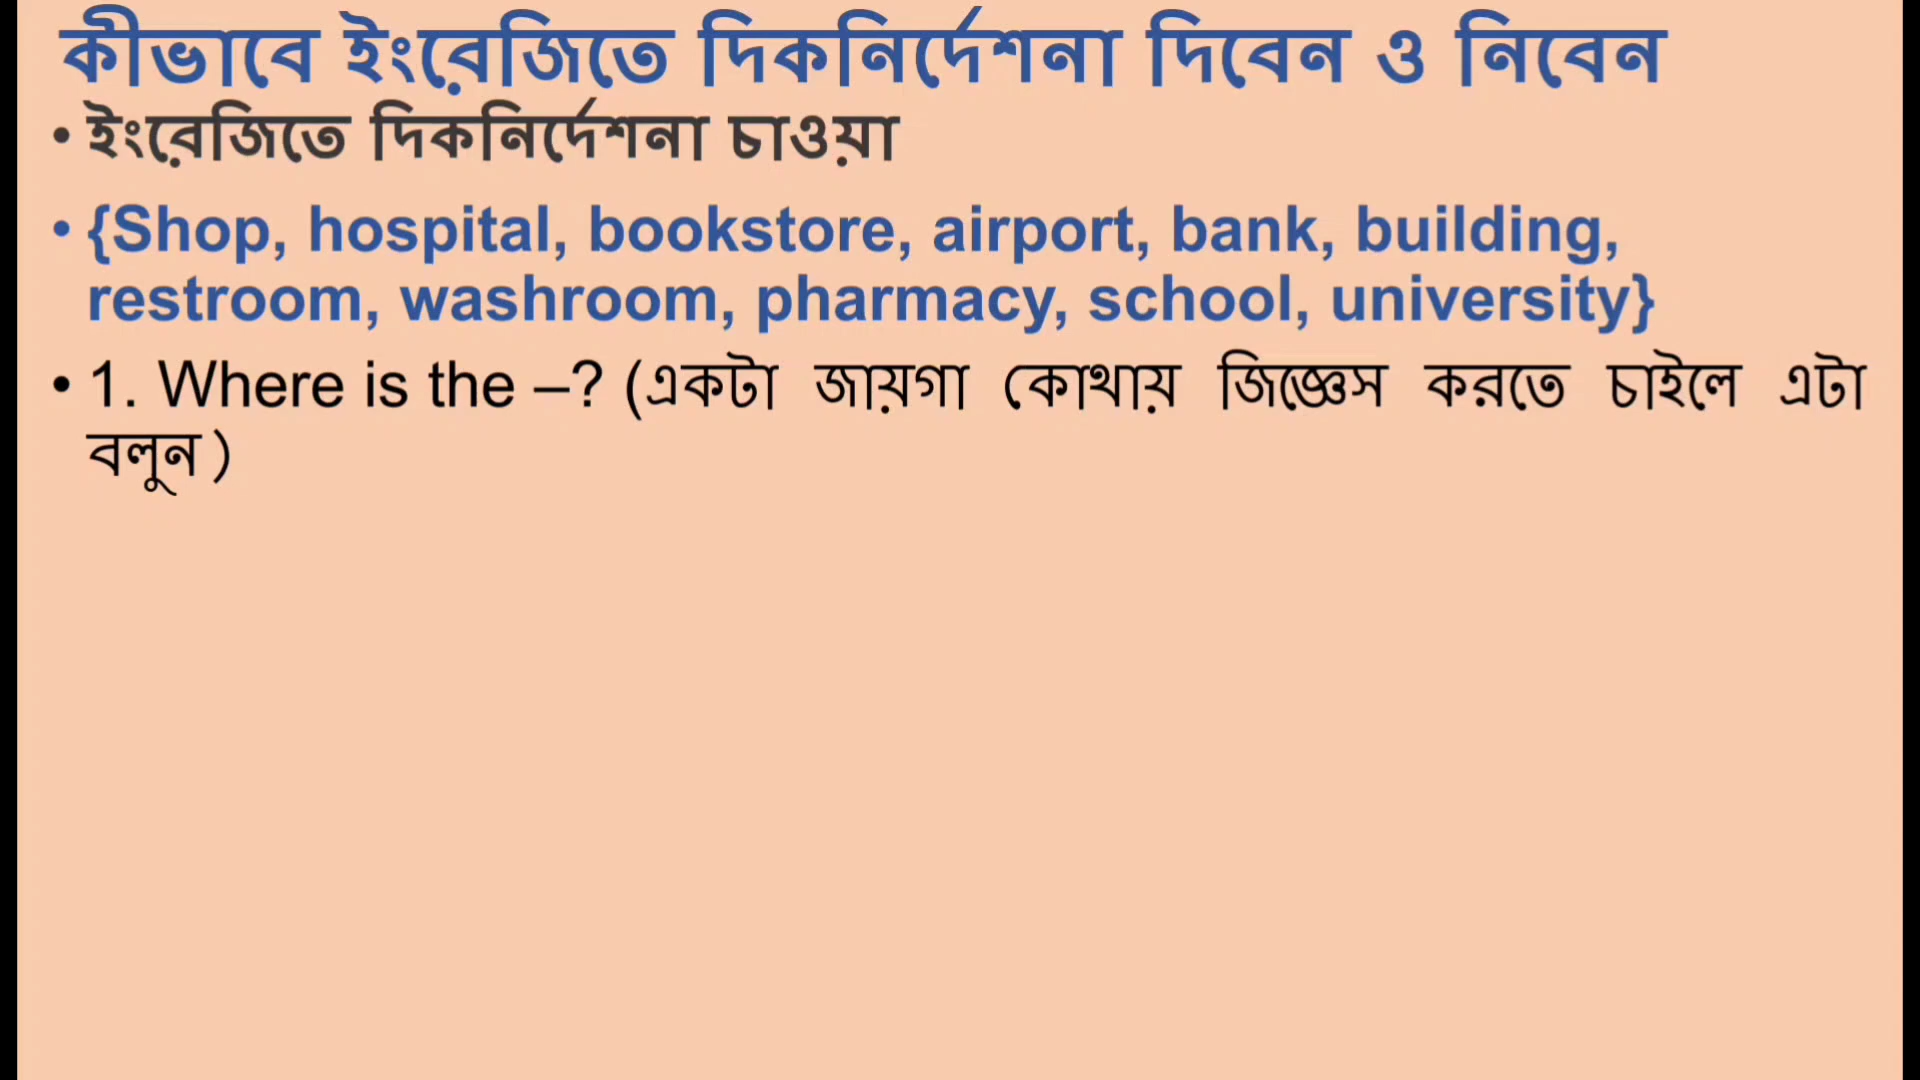 কীভাবে ইংরেজিতে দিকনির্দেশনা দিবেন ও নিবেন
• ইংরেজিতে দিকনির্দেশনা চাওয়া
• {Shop, hospital, bookstore, airport, bank, building,
restroom, washroom, pharmacy, school, university}
• 1. Where is the –? (একটা জায়গা কোথায় জিজ্ঞেস করতে চাইলে এটা
বলুন)